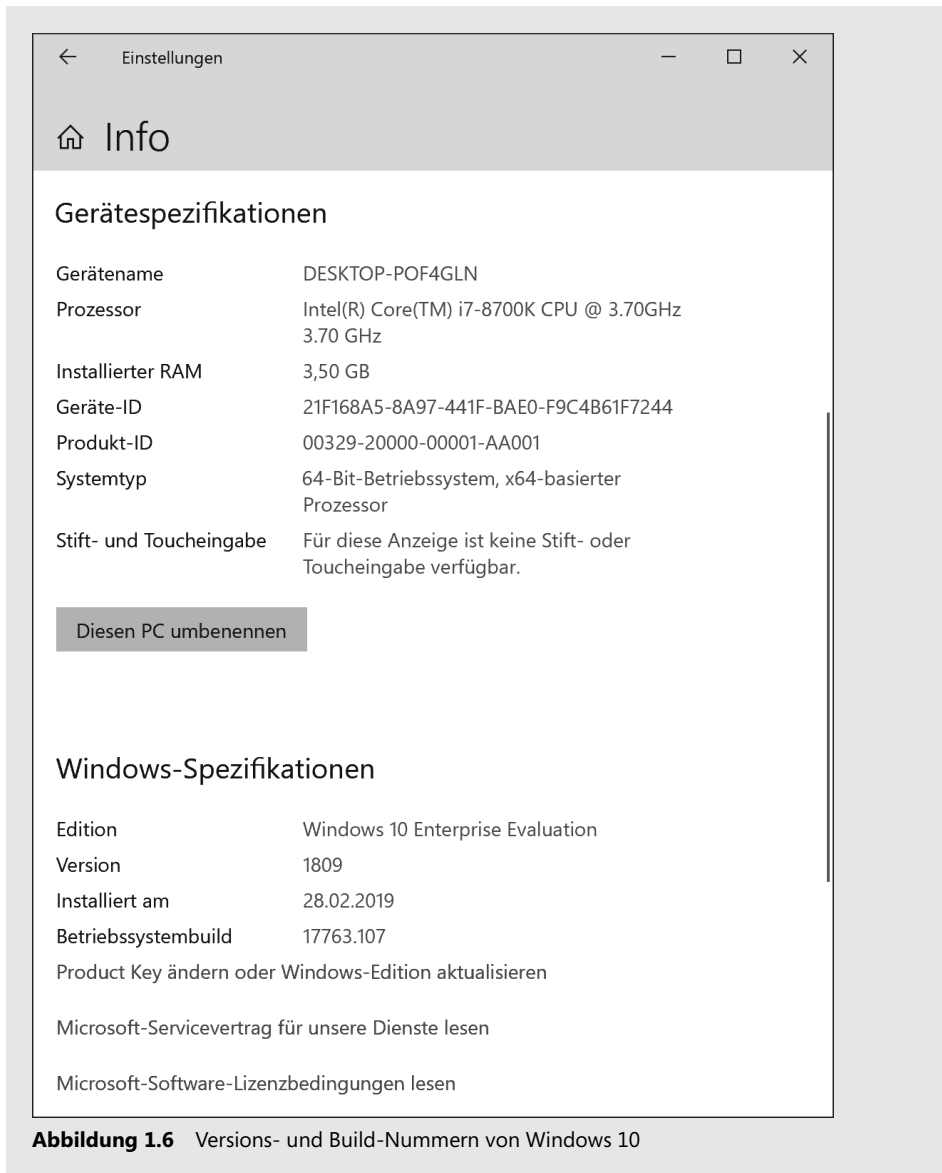 Einstellungen
Info
Gerätespezifikationen
Gerätename DESKTOP-POF4GLN
Prozessor Intel(R) Core(TM) i7-8700K CPU @ 3.70GHz
3.70 GHz
Installierter RAM 3,50 GB
Geräte-ID 21F168A5-8A97-441F-BAE0-F9C4B61F7244
Produkt-ID 00329-20000-00001-AA001
Systemtyp 64-Bit-Betriebssystem, x64-basierter
Prozessor
Stift- und Toucheingabe Für diese Anzeige ist keine Stift- oder
Toucheingabe verfügbar.
Diesen PC umbenennen
Windows-Spezifikationen
Edition Windows 10 Enterprise Evaluation
Version 1809
Installiert am 28.02.2019
Betriebssystembuild 17763.107
Product Key ändern oder Windows-Edition aktualisieren
Microsoft-Servicevertrag für unsere Dienste lesen
Microsoft-Software-Lizenzbedingungen lesen
Abbildung 1.6 Versions- und Build-Nummern von Windows 10